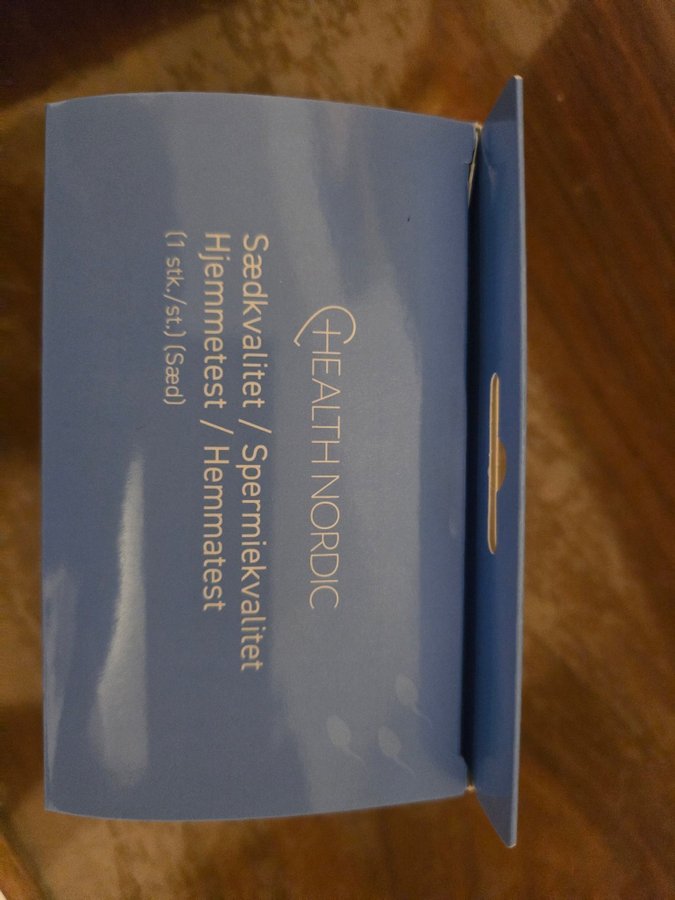 HEALTH NORDIC
Sædkvalitet / Spermiekvalitet
Hjemmetest / Hemmatest
(1 stk./st.) (Sæd)